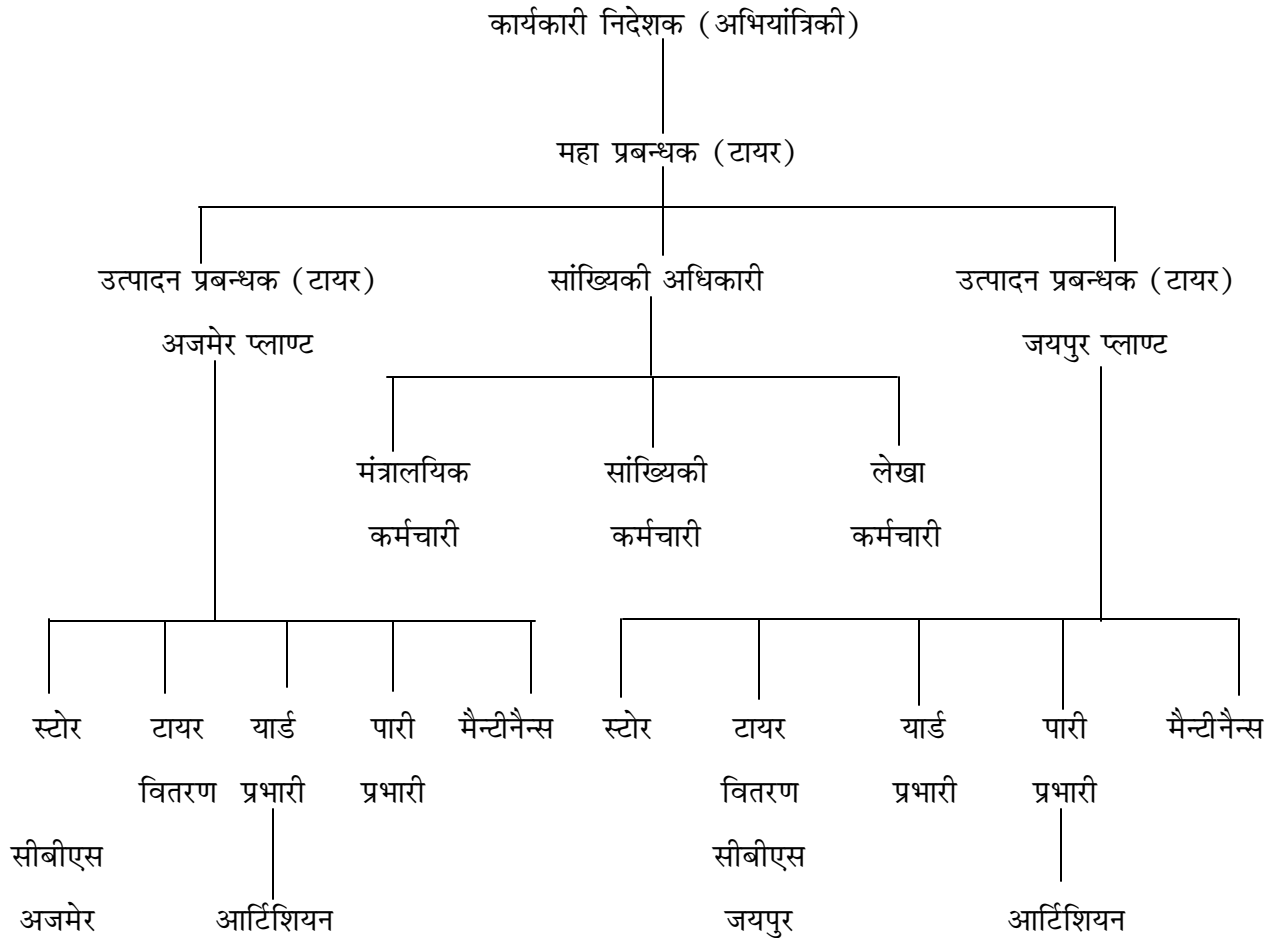 कार्यकारी निदेशक (अभियांत्रिकी)
महा प्रबन्धक (टायर)
उत्पादन प्रबन्धक (टायर) सांख्यिकी अधिकारी उत्पादन प्रबन्धक (टायर)
अजमेर प्लाण्ट जयपुर प्लाण्ट
मंत्रालयिक सांख्यिकी लेखा
कर्मचारी कर्मचारी कर्मचारी
स्टोर टायर यार्ड पारी मैन्टीनैन्स स्टोर टायर यार्ड पारी मैन्टीनैन्स
वितरण प्रभारी प्रभारी वितरण प्रभारी प्रभारी
सीबीएस सीबीएस
अजमेर आर्टिशियन जयपुर आर्टिशियन